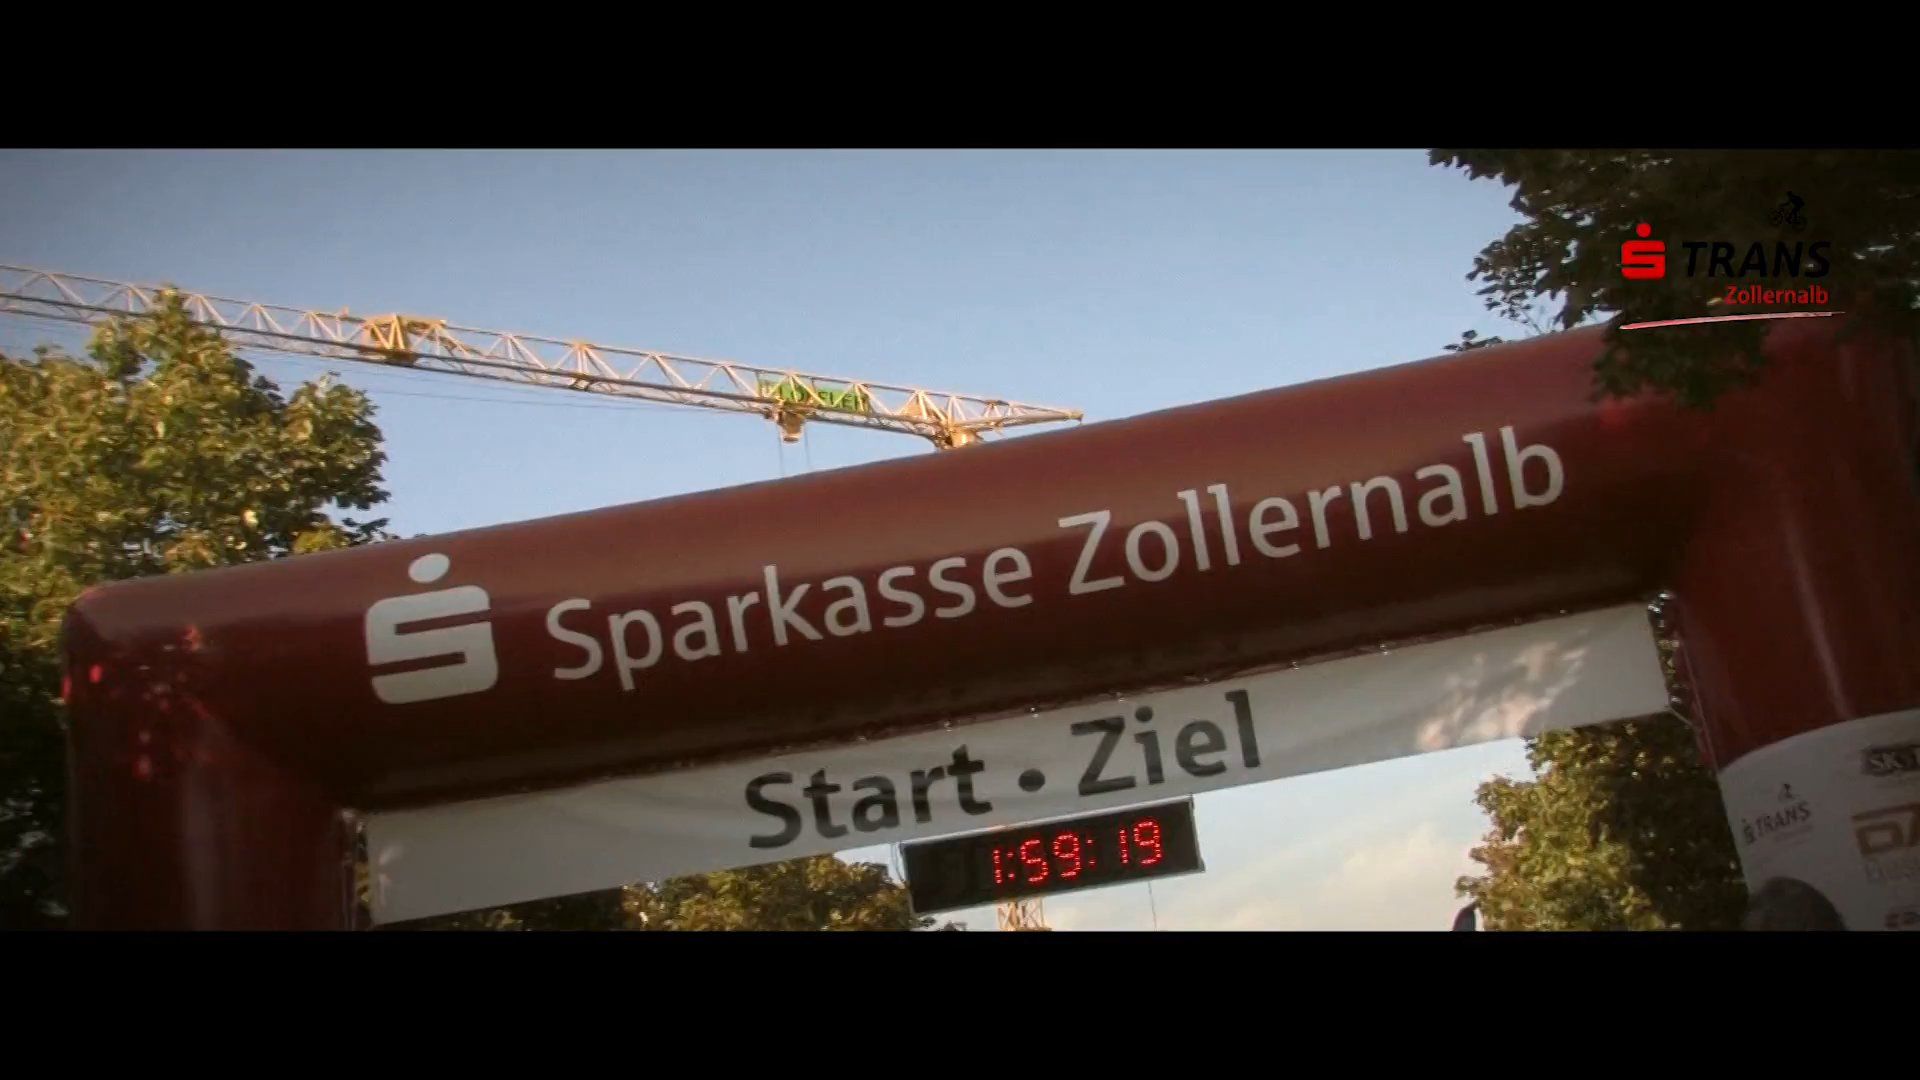 TRANS
Zollernalb
Sparkasse Zollernalb
Start • Ziel
1:59:19
TRANS